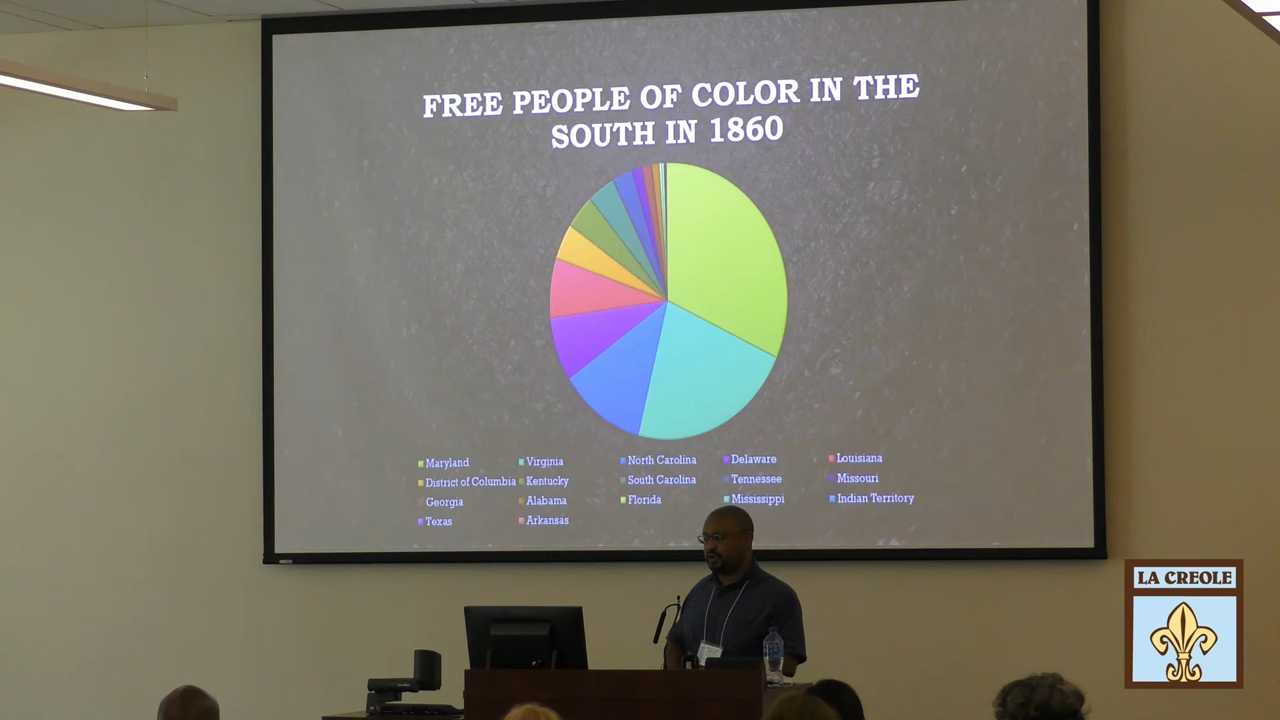 FREE PEOPLE OF COLOR IN THE
SOUTH IN 1860
Maryland Virginia North Carolina Delaware Louisiana
District of Columbia Kentucky South Carolina Tennessee Missouri
Georgia Alabama Florida Mississippi Indian Territory
Texas Arkansas
LA CREOLE